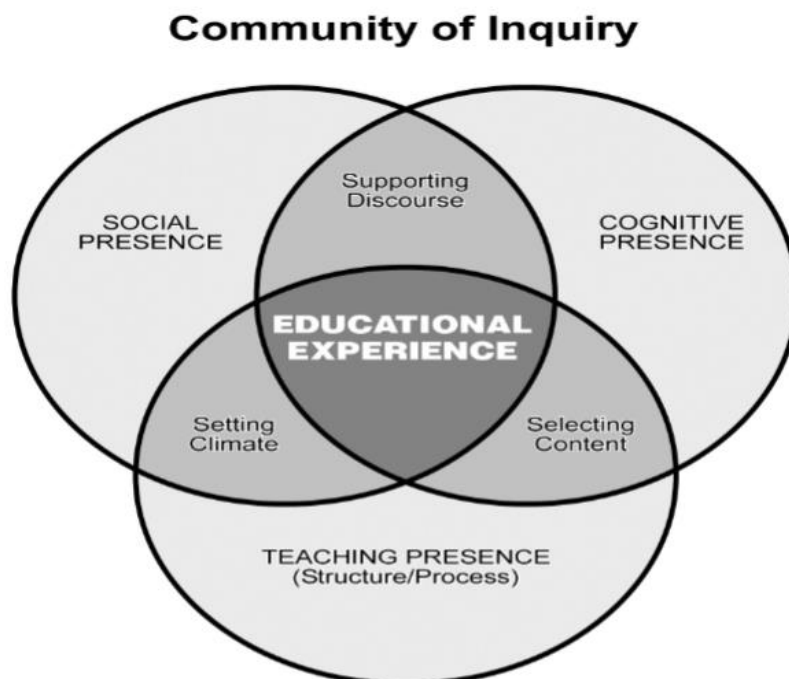 Community of Inquiry
Supporting
Discourse
SOCIAL
PRESENCE
COGNITIVE
PRESENCE
EDUCATIONAL
EXPERIENCE
Setting
Climate
Selecting
Content
TEACHING PRESENCE
(Structure/Process)